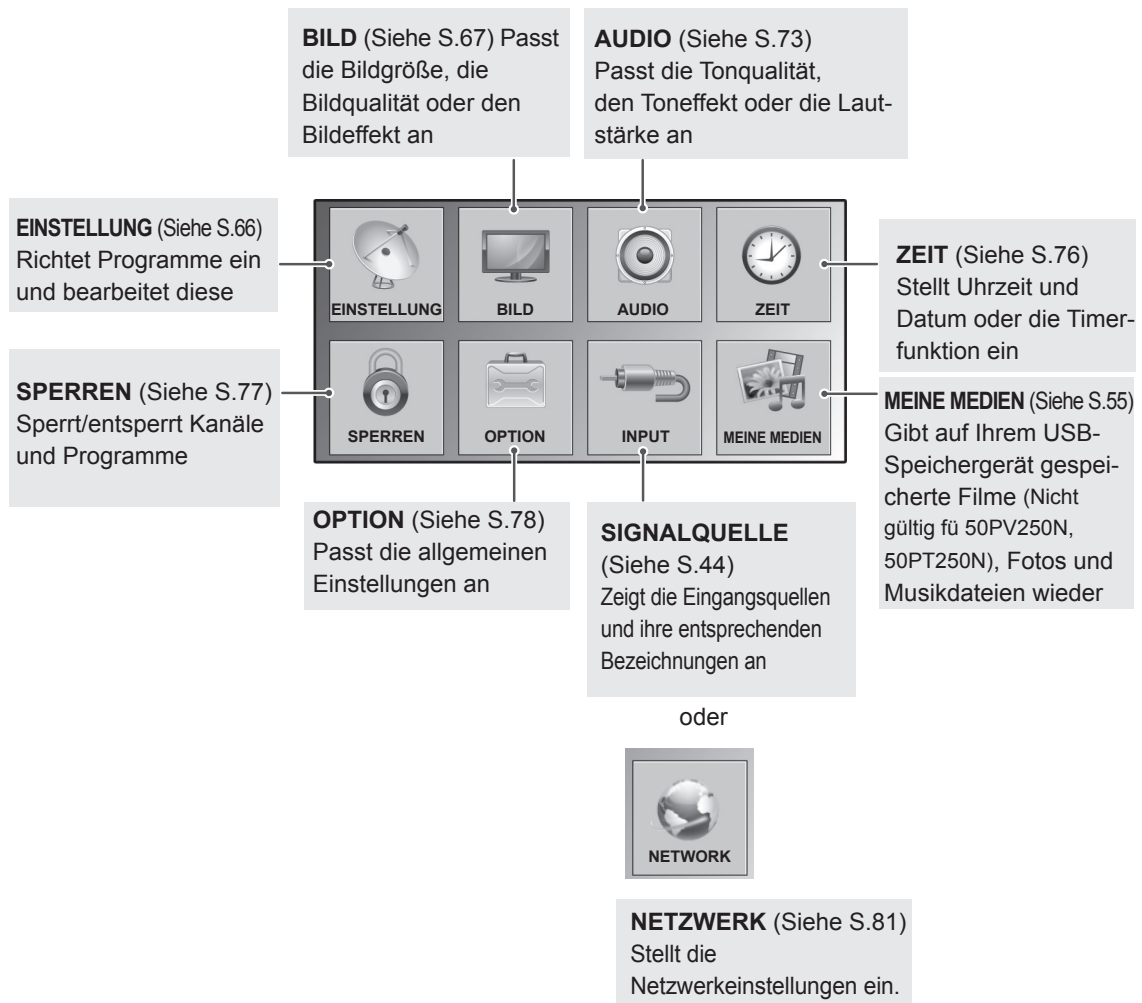 BILD (Siehe S.67) Passt
die Bildgröße, die
Bildqualität oder den
Bildeffekt an
AUDIO (Siehe S.73)
Passt die Tonqualität,
den Toneffekt oder die Laut-
stärke an
EINSTELLUNG (Siehe S.66)
Richtet Programme ein
und bearbeitet diese
EINSTELLUNG
BILD
AUDIO
ZEIT
ZEIT (Siehe S.76)
Stellt Uhrzeit und
Datum oder die Timer-
funktion ein
SPERREN (Siehe S.77)
Sperrt/entsperrt Kanäle
und Programme
SPERREN
OPTION
INPUT
MEINE MEDIEN
MEINE MEDIEN (Siehe S.55)
Gibt auf Ihrem USB-
Speichergerät gespei-
cherte Filme (Nicht
gültig fü 50PV250N,
50PT250N), Fotos und
Musikdateien wieder
OPTION (Siehe S.78)
Passt die allgemeinen
Einstellungen an
SIGNALQUELLE
(Siehe S.44)
Zeigt die Eingangsquellen
und ihre entsprechenden
Bezeichnungen an
oder
NETWORK
NETZWERK (Siehe S.81)
Stellt die
Netzwerkeinstellungen ein.